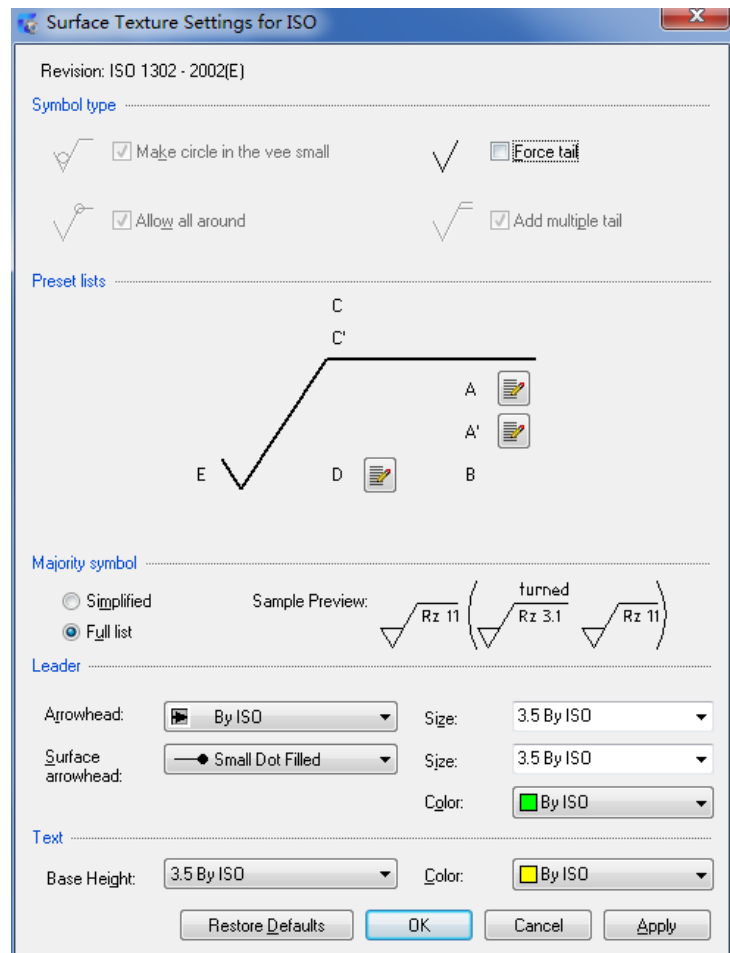 Surface Texture Settings for ISO
Revision: ISO 1302 - 2002(E)
Symbol type
Make circle in the vee small
Force tail
Allow all around
Add multiple tail
Preset lists
C
C'
A
A'
E
D
B
Majority symbol
Simplified
Full list
Sample Preview:
Rz 11
turned
Rz 3.1
Rz 11
Leader
Arrowhead:
By ISO
Size:
3.5 By ISO
Surface
arrowhead:
Small Dot Filled
Size:
3.5 By ISO
Color:
By ISO
Text
Base Height:
3.5 By ISO
Color:
By ISO
Restore Defaults
OK
Cancel
Apply